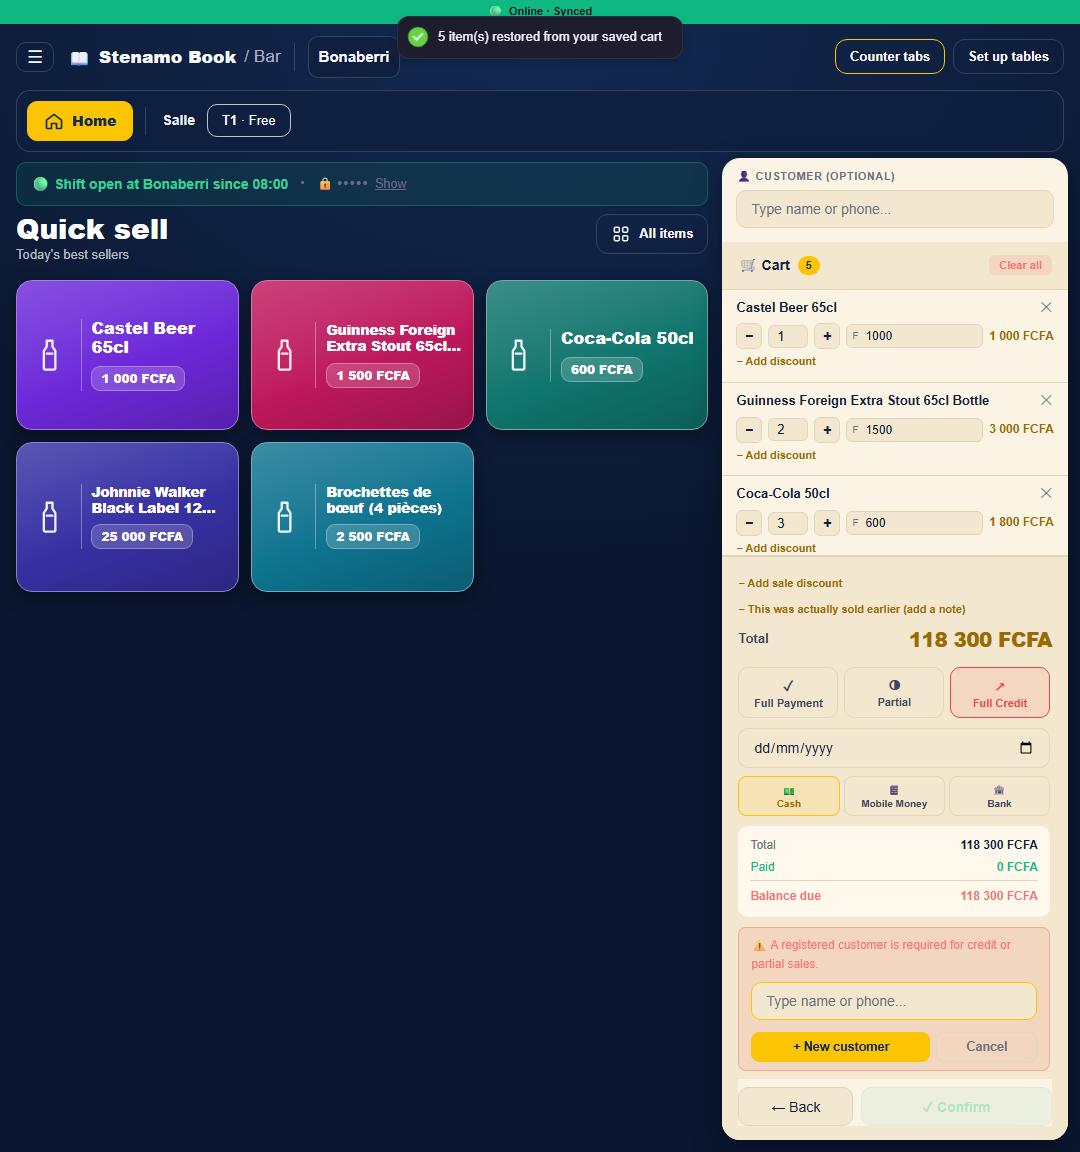 Online · Synced
5 item(s) restored from your saved cart
Stenamo Book / Bar
Bonaberri
Counter tabs
Set up tables
Home
Salle
T1 · Free
Shift open at Bonaberri since 08:00 · ••••• Show
Quick sell
Today's best sellers
All items
Castel Beer
65cl
1 000 FCFA
Guinness Foreign
Extra Stout 65cl...
1 500 FCFA
Coca-Cola 50cl
600 FCFA
Johnnie Walker
Black Label 12...
25 000 FCFA
Brochettes de
bœuf (4 pièces)
2 500 FCFA
CUSTOMER (OPTIONAL)
Type name or phone...
Cart 5
Clear all
Castel Beer 65cl
− 1 + F 1000 1 000 FCFA
− Add discount
Guinness Foreign Extra Stout 65cl Bottle
− 2 + F 1500 3 000 FCFA
− Add discount
Coca-Cola 50cl
− 3 + F 600 1 800 FCFA
− Add discount
− Add sale discount
− This was actually sold earlier (add a note)
Total 118 300 FCFA
✓ Full Payment
Partial
↗ Full Credit
dd/mm/yyyy
Cash
Mobile Money
Bank
Total 118 300 FCFA
Paid 0 FCFA
Balance due 118 300 FCFA
⚠️ A registered customer is required for credit or
partial sales.
Type name or phone...
+ New customer
Cancel
← Back
✓ Confirm